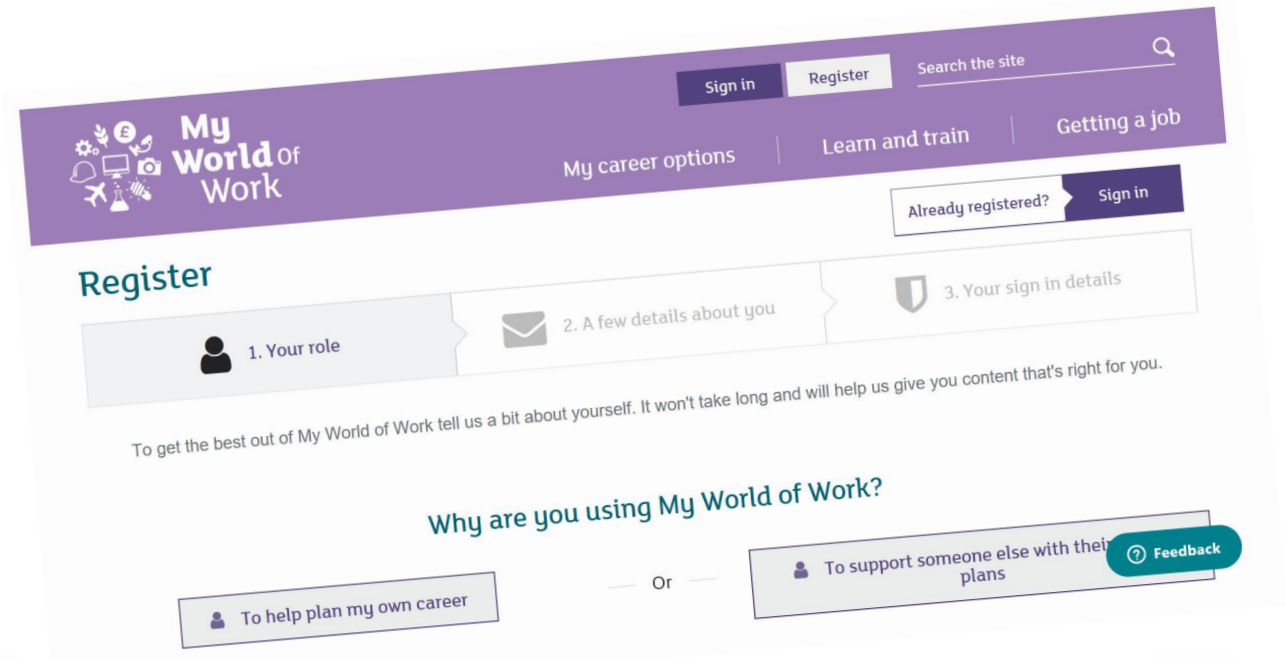 Sign in
Register
Search the site
My
World Of
Work
My career options
Learn and train
Getting a job
Already registered?
Sign in
Register
1. Your role
2. A few details about you
3. Your sign in details
To get the best out of My World of Work tell us a bit about yourself. It won't take long and will help us give you content that's right for you.
Why are you using My World of Work?
To help plan my own career
Or
To support someone else with their
plans
Feedback